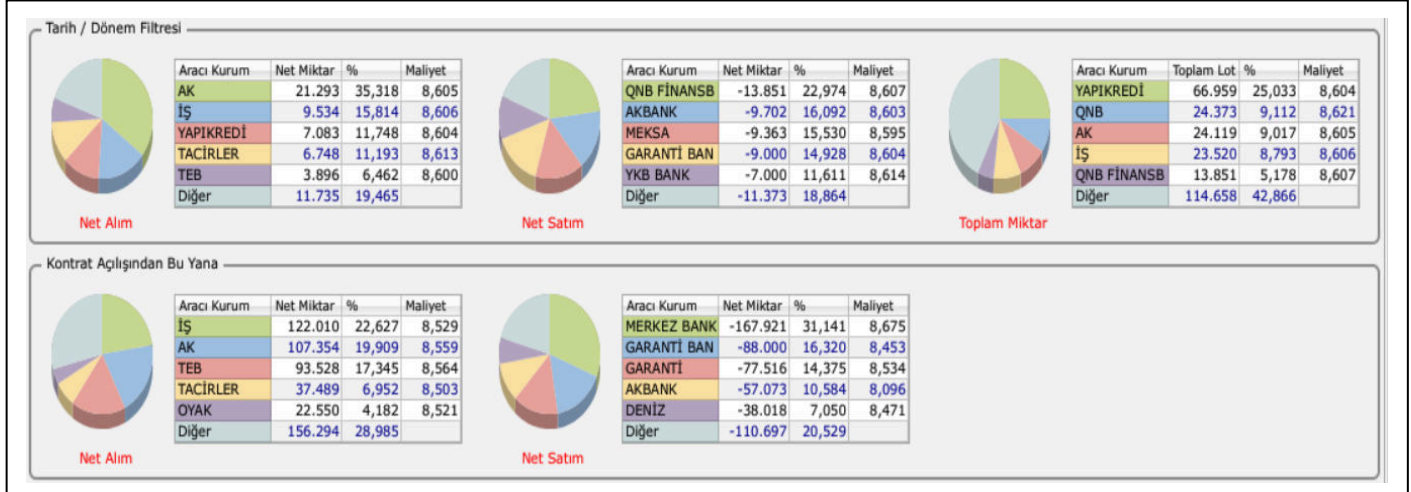 Tarih / Dönem Filtresi
Aracı Kurum Net Miktar % Maliyet
AK 21.293 35,318 8,605
İŞ 9.534 15,814 8,606
YAPIKREDİ 7.083 11,748 8,604
TACİRLER 6.748 11,193 8,613
TEB 3.896 6,462 8,600
Diğer 11.735 19,465
Net Alım
Aracı Kurum Net Miktar % Maliyet
QNB FİNANSB -13.851 22,974 8,607
AKBANK -9.702 16,092 8,603
MEKSA -9.363 15,530 8,595
GARANTİ BAN -9.000 14,928 8,604
YKB BANK -7.000 11,611 8,614
Diğer -11.373 18,864
Net Satım
Aracı Kurum Toplam Lot % Maliyet
YAPIKREDİ 66.959 25,033 8,604
QNB 24.373 9,112 8,621
AK 24.119 9,017 8,605
İŞ 23.520 8,793 8,606
QNB FİNANSB 13.851 5,178 8,607
Diğer 114.658 42,866
Toplam Miktar
Kontrat Açılışından Bu Yana
Aracı Kurum Net Miktar % Maliyet
İŞ 122.010 22,627 8,529
AK 107.354 19,909 8,559
TEB 93.528 17,345 8,564
TACİRLER 37.489 6,952 8,503
OYAK 22.550 4,182 8,521
Diğer 156.294 28,985
Net Alım
Aracı Kurum Net Miktar % Maliyet
MERKEZ BANK -167.921 31,141 8,675
GARANTİ BAN -88.000 16,320 8,453
GARANTİ -77.516 14,375 8,534
AKBANK -57.073 10,584 8,096
DENİZ -38.018 7,050 8,471
Diğer -110.697 20,529
Net Satım